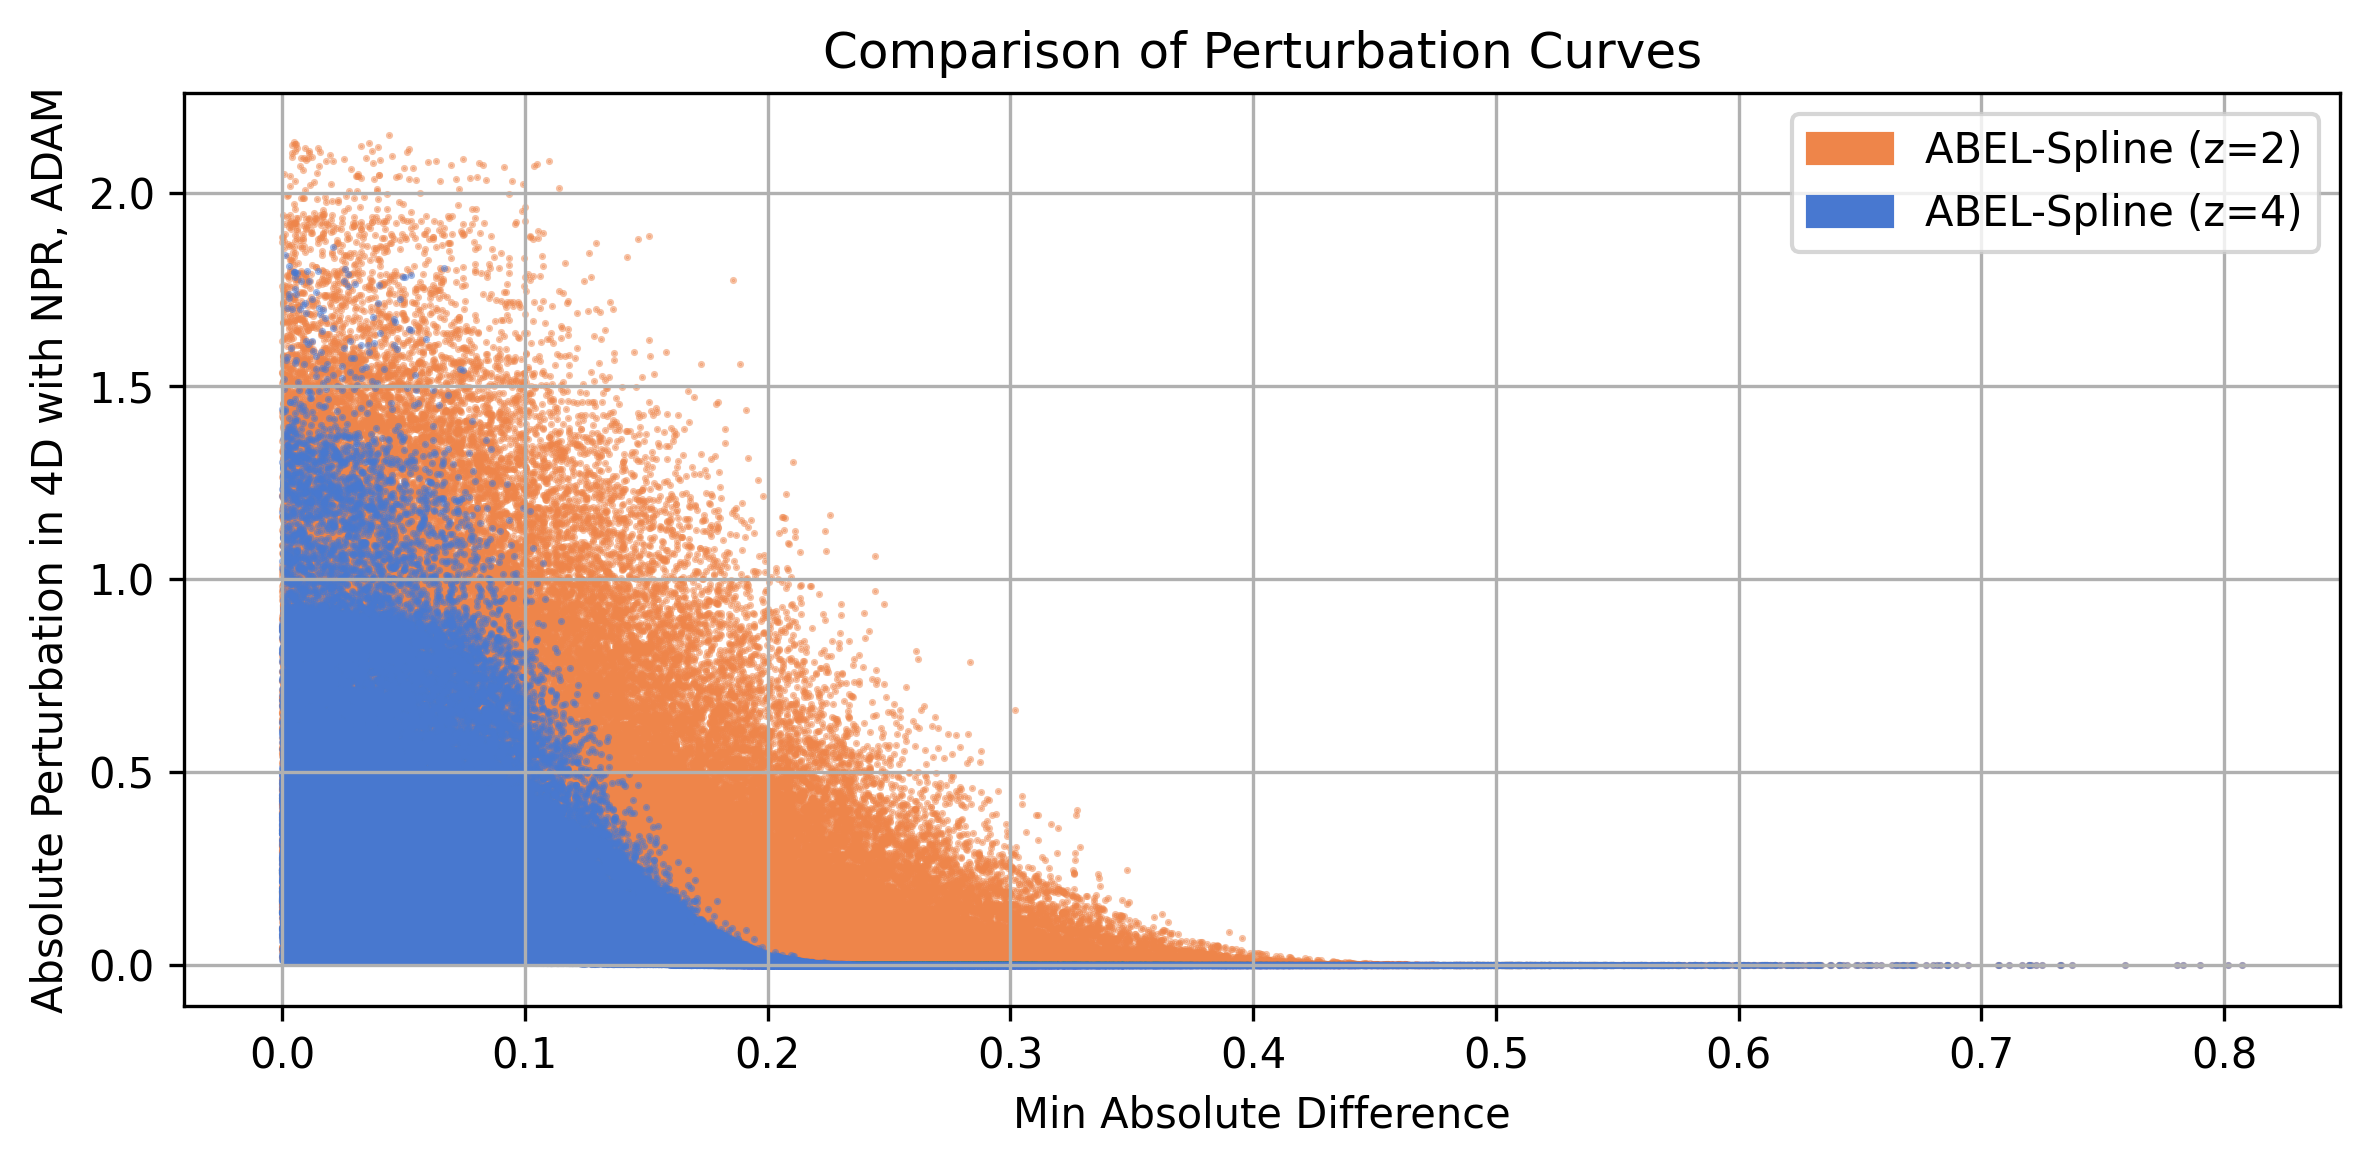 Comparison of Perturbation Curves
Absolute Perturbation in 4D with NPR, ADAM
2.0
1.5
1.0
0.5
0.0
ABEL-Spline (z=2)
ABEL-Spline (z=4)
0.0 0.1 0.2 0.3 0.4 0.5 0.6 0.7 0.8
Min Absolute Difference